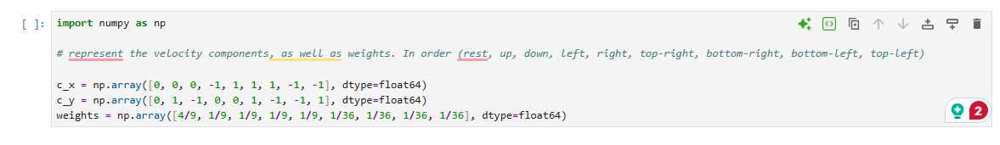 [ ]:
import numpy as np
# represent the velocity components, as well as weights. In order (rest, up, down, left, right, top-right, bottom-right, bottom-left, top-left)
c_x = np.array([0, 0, 0, -1, 1, 1, 1, -1, -1], dtype=float64)
c_y = np.array([0, 1, -1, 0, 0, 1, -1, -1, 1], dtype=float64)
weights = np.array([4/9, 1/9, 1/9, 1/9, 1/9, 1/36, 1/36, 1/36, 1/36], dtype=float64)
2